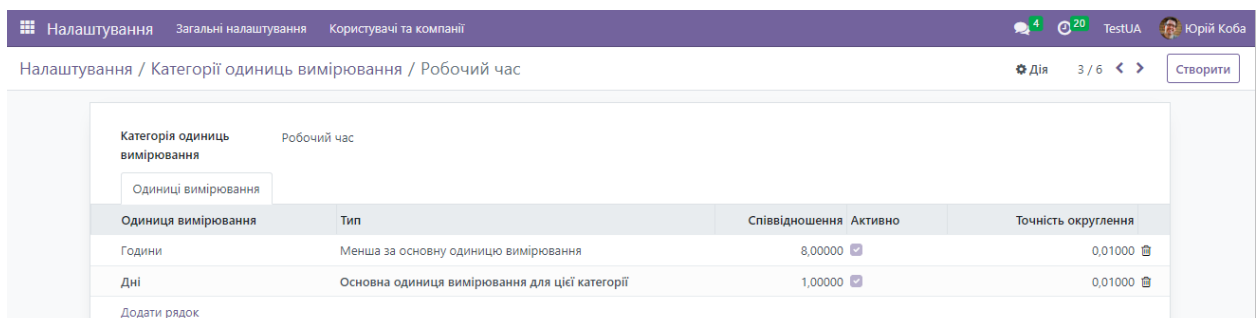 Налаштування Загальні налаштування Користувачі та компанії 4 20 TestUA Юрій Коба
Налаштування / Категорії одиниць вимірювання / Робочий час Дія 3 / 6 Створити
Категорія одиниць Робочий час
вимірювання
Одиниці вимірювання
Одиниця вимірювання Тип Співвідношення Активно Точність округлення
Години Менша за основну одиницю вимірювання 8,00000 0,01000
Дні Основна одиниця вимірювання для цієї категорії 1,00000 0,01000
Додати рядок